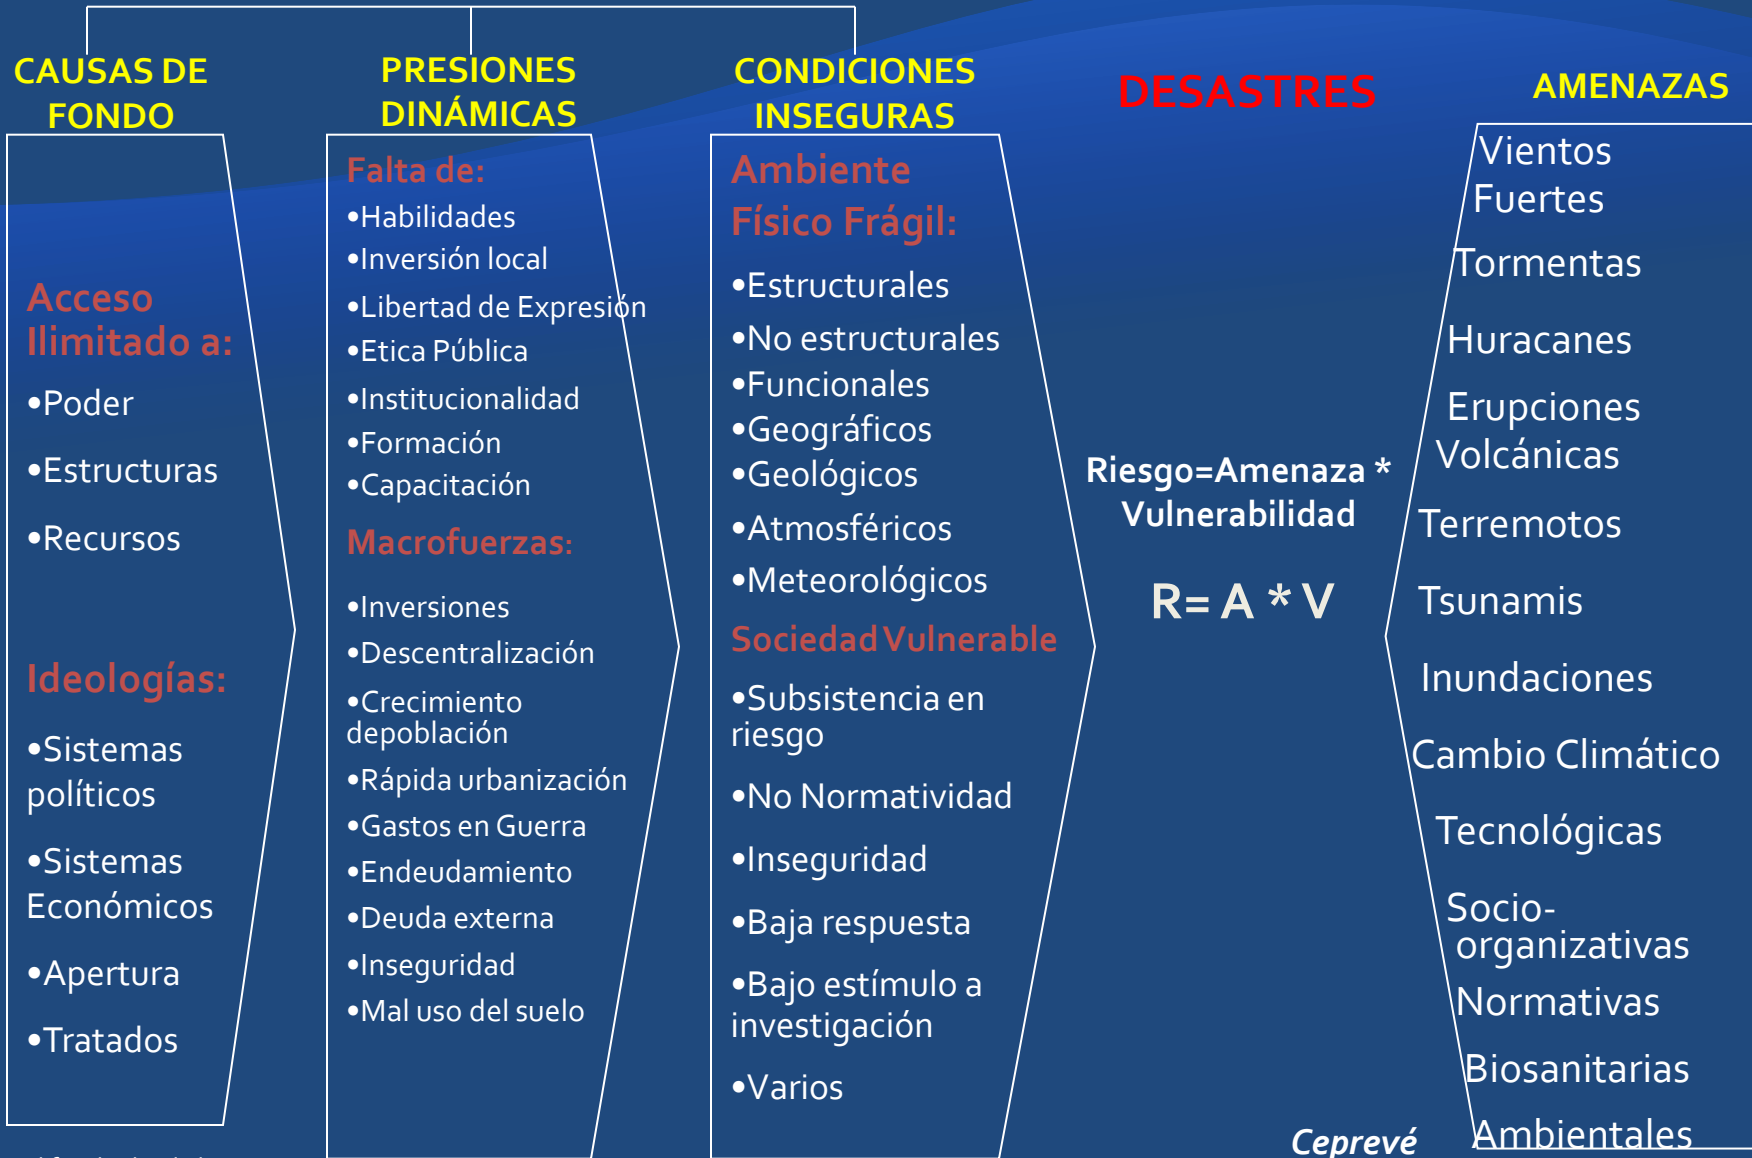 CAUSAS DE
FONDO
Acceso
Ilimitado a:
•Poder
•Estructuras
•Recursos
Ideologías:
•Sistemas
políticos
•Sistemas
Económicos
•Apertura
•Tratados
PRESIONES
DINÁMICAS
Falta de:
•Habilidades
•Inversión local
•Libertad de Expresión
•Etica Pública
•Institucionalidad
•Formación
•Capacitación
Macrofuerzas:
•Inversiones
•Descentralización
•Crecimiento
depoblación
•Rápida urbanización
•Gastos en Guerra
•Endeudamiento
•Deuda externa
•Inseguridad
•Mal uso del suelo
CONDICIONES
INSEGURAS
Ambiente
Físico Frágil:
•Estructurales
•No estructurales
•Funcionales
•Geográficos
•Geológicos
•Atmosféricos
•Meteorológicos
Sociedad Vulnerable
•Subsistencia en
riesgo
•No Normatividad
•Inseguridad
•Baja respuesta
•Bajo estímulo a
investigación
•Varios
DESASTRES
Riesgo=Amenaza *
Vulnerabilidad
R= A * V
AMENAZAS
Vientos
Fuertes
Tormentas
Huracanes
Erupciones
Volcánicas
Terremotos
Tsunamis
Inundaciones
Cambio Climático
Tecnológicas
Socio-
organizativas
Normativas
Biosanitarias
Ambientales
Ceprevé